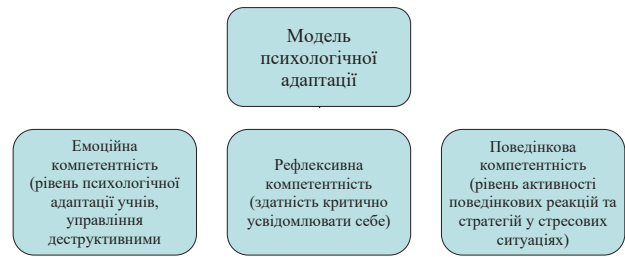 Модель
психологічної
адаптації
Емоційна
компетентність
(рівень психологічної
адаптації учнів,
управління
деструктивними
Рефлексивна
компетентність
(здатність критично
усвідомлювати себе)
Поведінкова
компетентність
(рівень активності
поведінкових реакцій та
стратегій у стресових
ситуаціях)